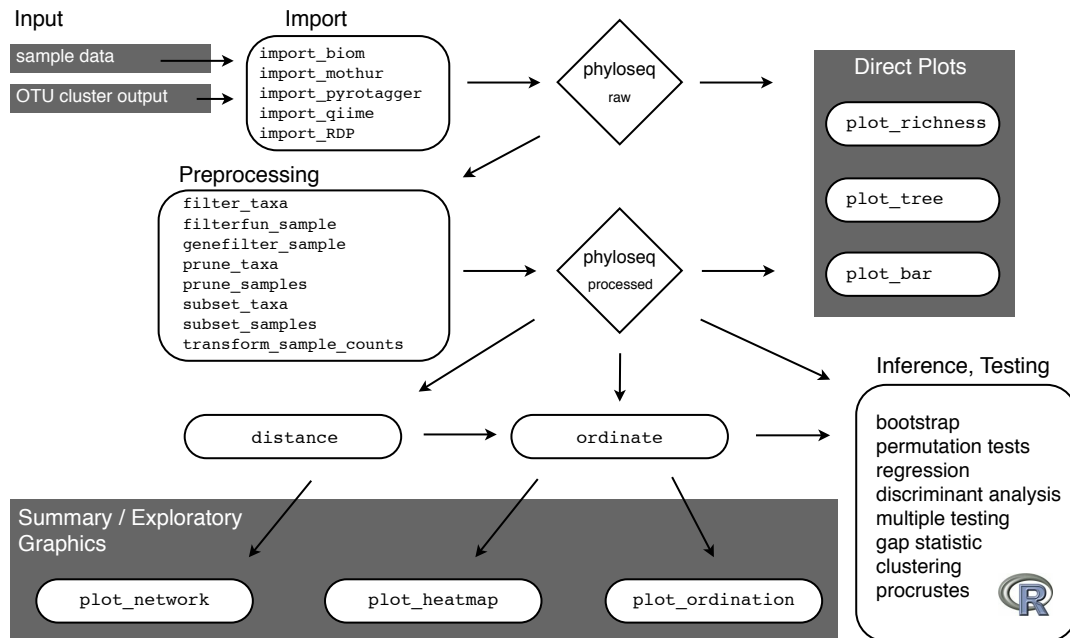 Input
sample data
OTU cluster output
Import
import_biom
import_mothur
import_pyrotagger
import_qiime
import_RDP
phyloseq
raw
Direct Plots
plot_richness
plot_tree
plot_bar
Preprocessing
filter_taxa
filterfun_sample
genefilter_sample
prune_taxa
prune_samples
subset_taxa
subset_samples
transform_sample_counts
phyloseq
processed
distance
ordinate
Inference, Testing
bootstrap
permutation tests
regression
discriminant analysis
multiple testing
gap statistic
clustering
procrustes
R
Summary / Exploratory
Graphics
plot_network
plot_heatmap
plot_ordination